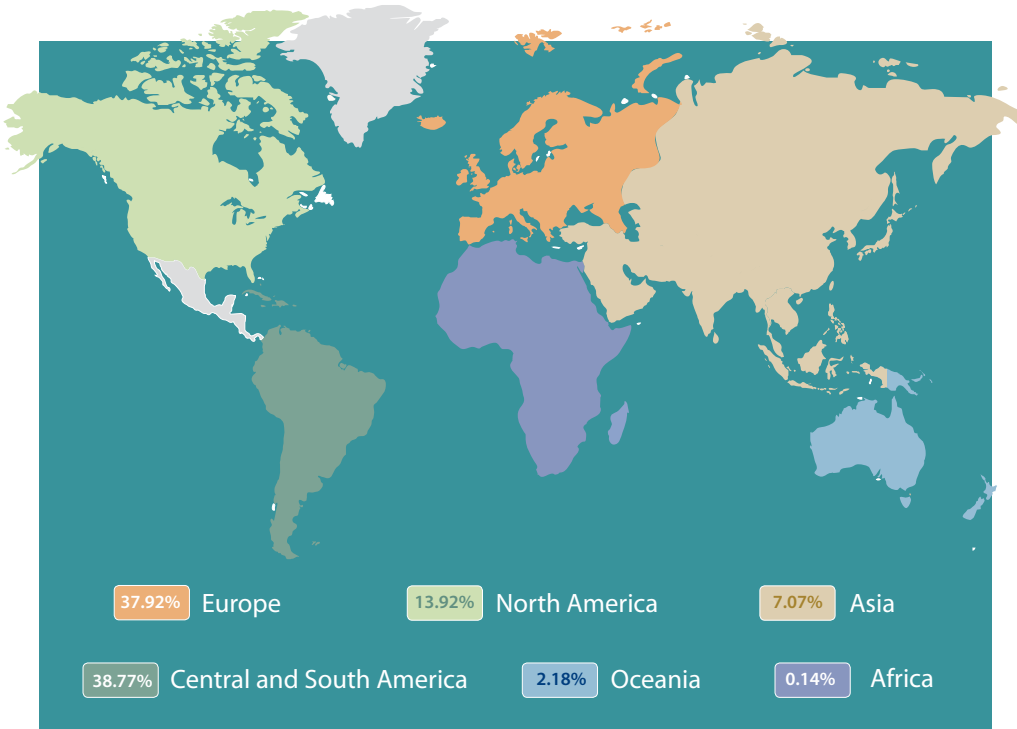 37.92% Europe 13.92% North America 7.07% Asia
38.77% Central and South America 2.18% Oceania 0.14% Africa